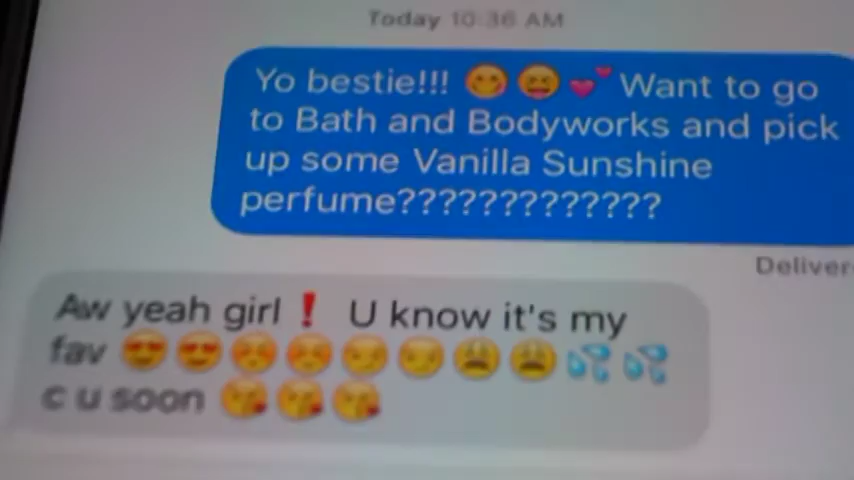 Today 10:36 AM
Yo bestie!!! 😊😆💕 Want to go
to Bath and Bodyworks and pick
up some Vanilla Sunshine
perfume?????????????
Deliver
Aw yeah girl❗ U know it's my
fav 😍😍☺️☺️😏😏😩😩💦💦
c u soon 😘😘😘